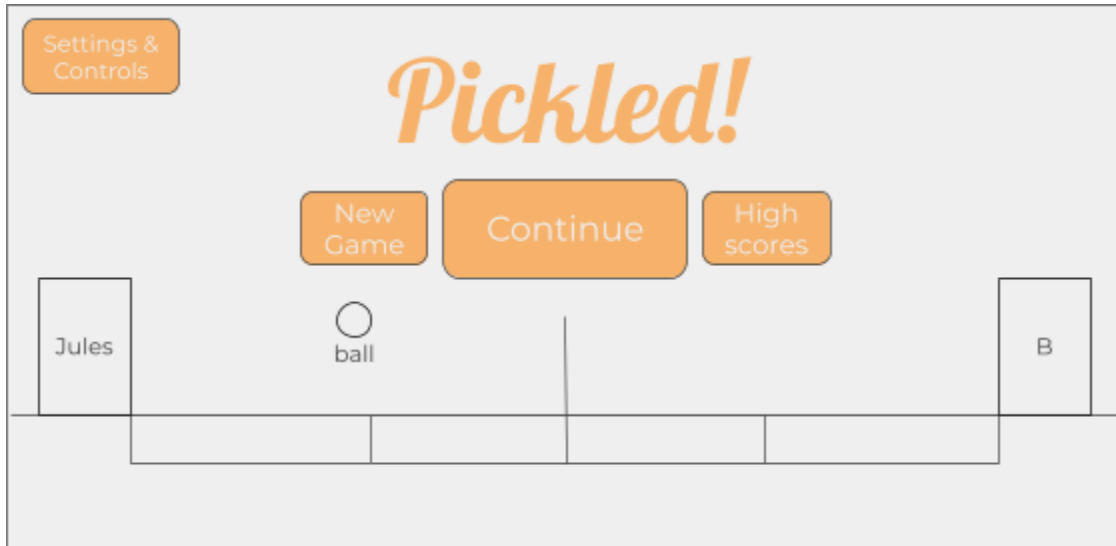 Settings &
Controls
Pickled!
New
Game
Continue
High
scores
Jules
ball
B